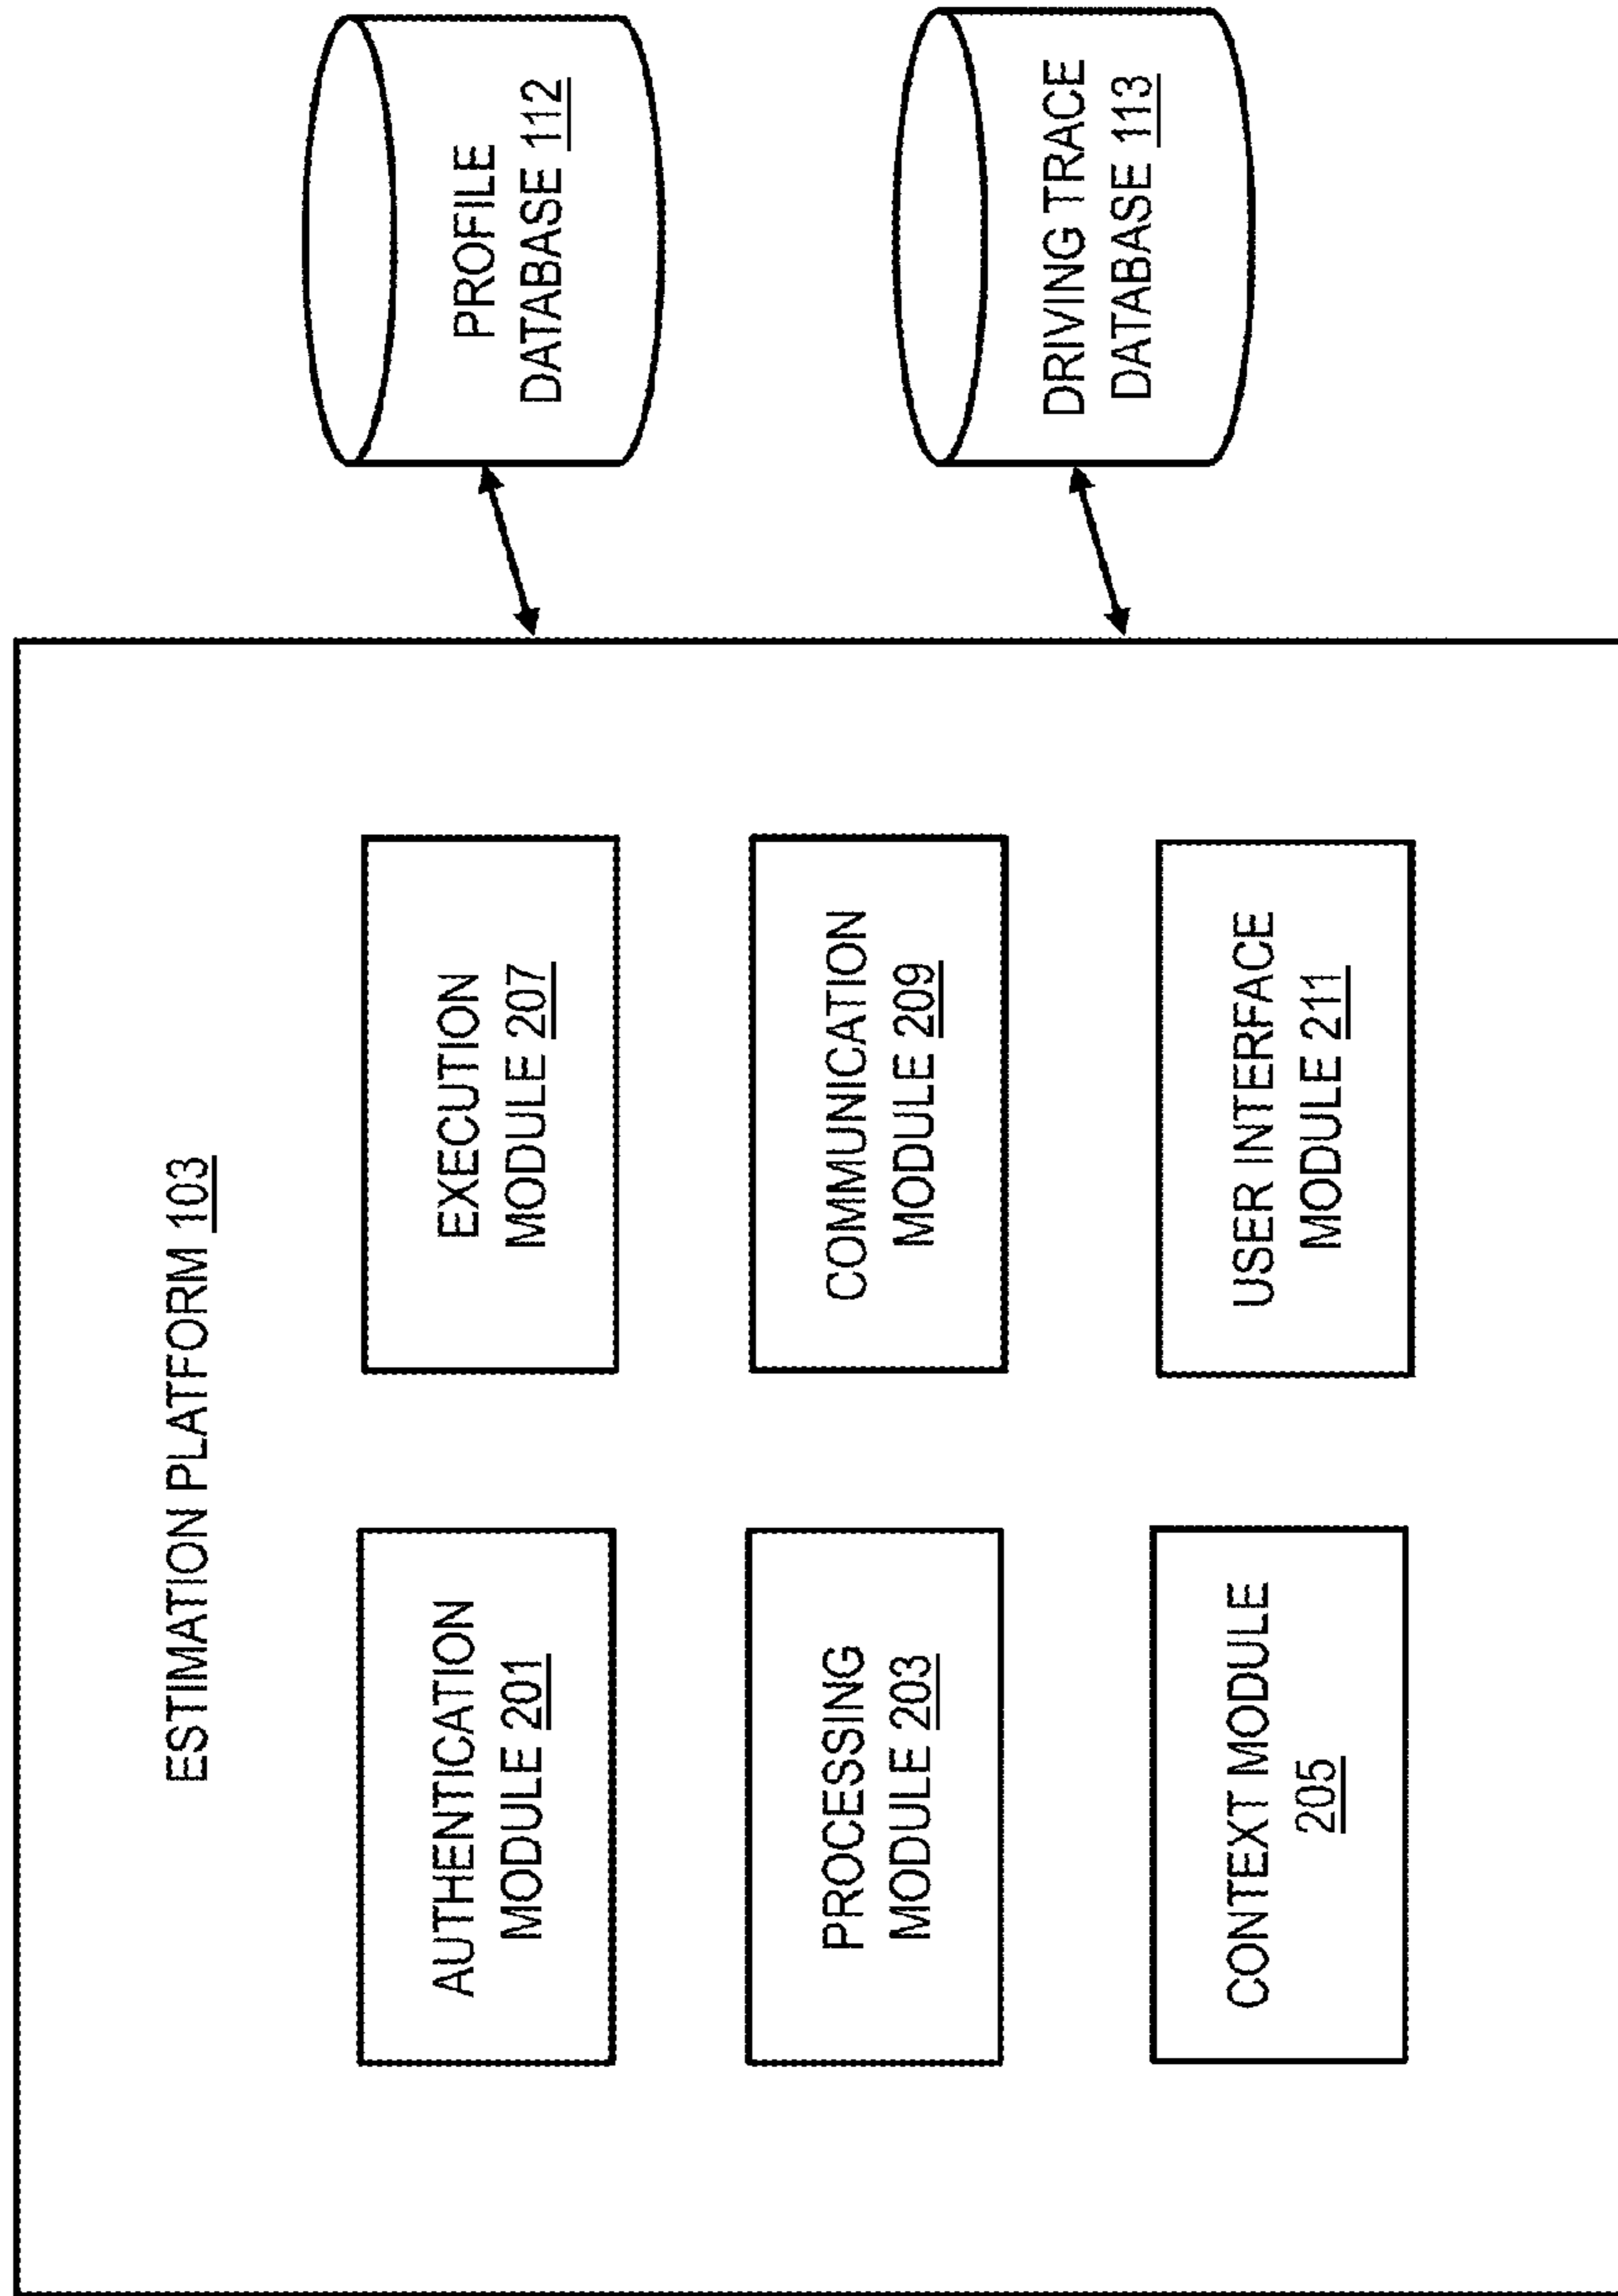 ESTIMATION PLATFORM 103
AUTHENTICATION
MODULE 201
EXECUTION
MODULE 207
PROCESSING
MODULE 203
COMMUNICATION
MODULE 209
CONTEXT MODULE
205
USER INTERFACE
MODULE 211
PROFILE
DATABASE 112
DRIVING TRACE
DATABASE 113